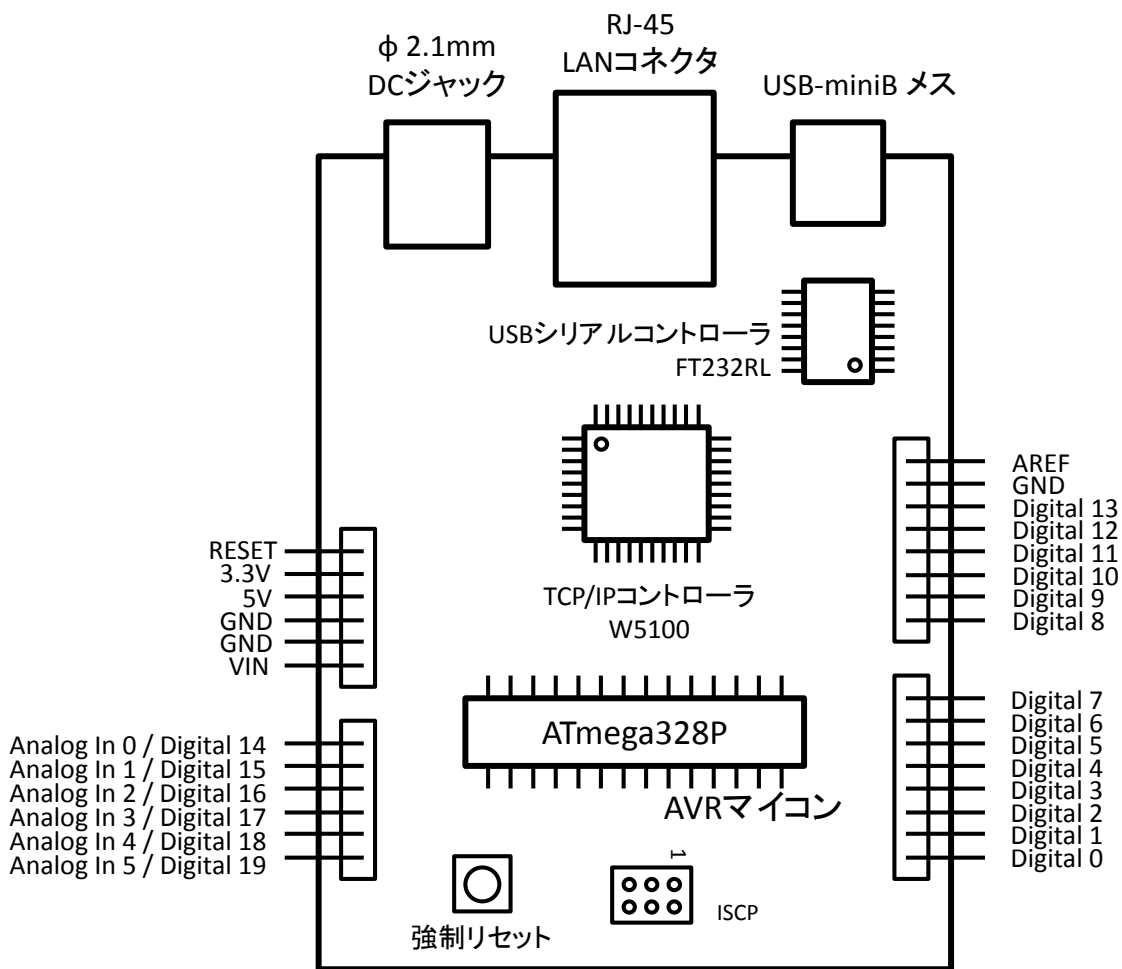 φ 2.1mm
DCジャック
RJ-45
LANコネクタ
USB-miniB メス
USBシリアルコントローラ
FT232RL
TCP/IPコントローラ
W5100
RESET
3.3V
5V
GND
GND
VIN
Analog In 0 / Digital 14
Analog In 1 / Digital 15
Analog In 2 / Digital 16
Analog In 3 / Digital 17
Analog In 4 / Digital 18
Analog In 5 / Digital 19
AREF
GND
Digital 13
Digital 12
Digital 11
Digital 10
Digital 9
Digital 8
Digital 7
Digital 6
Digital 5
Digital 4
Digital 3
Digital 2
Digital 1
Digital 0
ATmega328P
AVRマイコン
1
ISCP
強制リセット